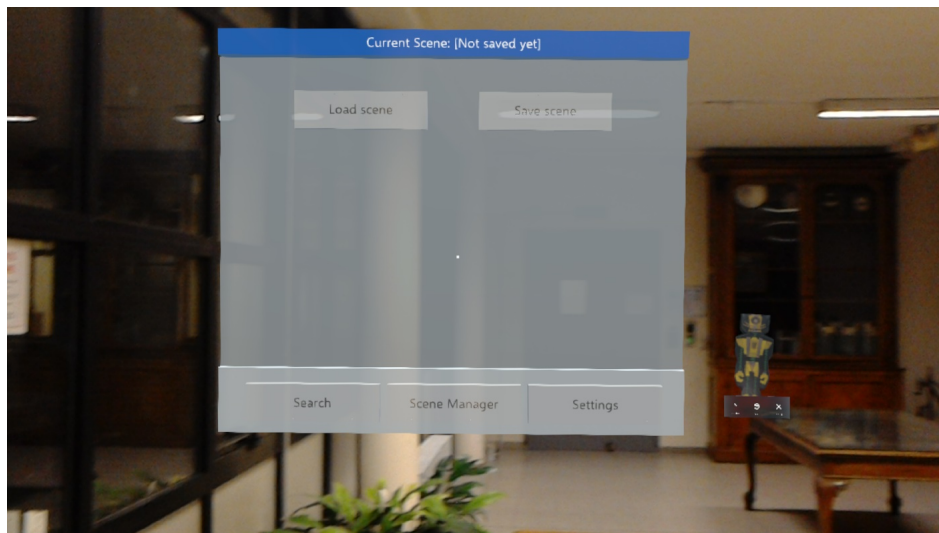 Current Scene: [Not saved yet]
Load scene
Save scene
Search
Scene Manager
Settings